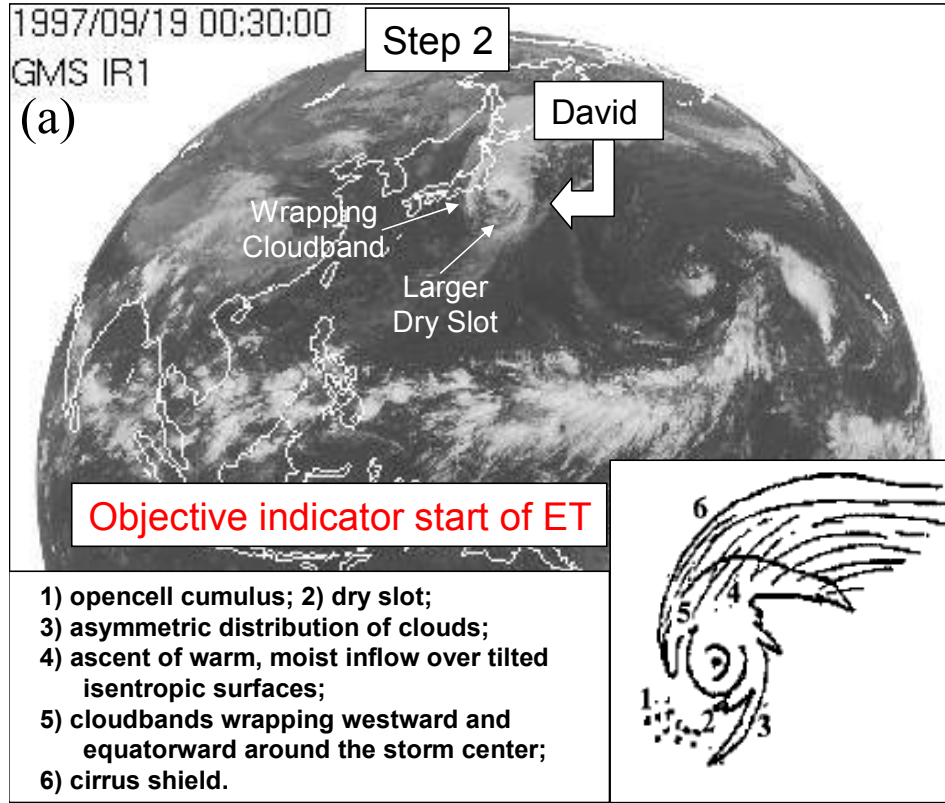 1997/09/19 00:30:00
GMS IR1
Step 2
(a)
David
Wrapping
Cloudband
Larger
Dry Slot
Objective indicator start of ET
1) opencell cumulus; 2) dry slot;
3) asymmetric distribution of clouds;
4) ascent of warm, moist inflow over tilted
isentropic surfaces;
5) cloudbands wrapping westward and
equatorward around the storm center;
6) cirrus shield.
6
4
5
1
2
3